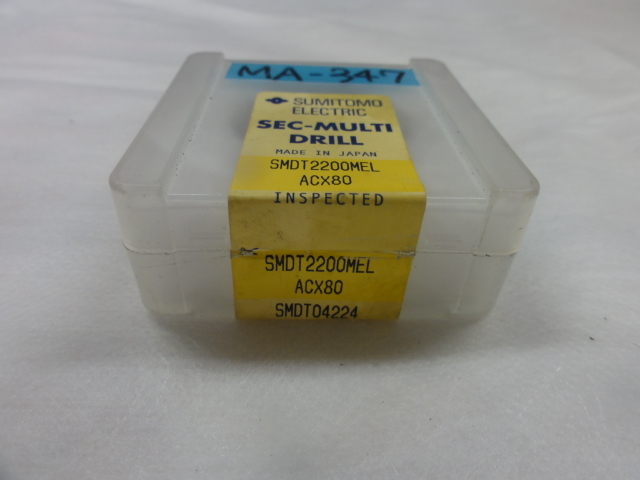 MA-347
SUMITOMO
ELECTRIC
SEC-MULTI
DRILL
MADE IN JAPAN
SMDT2200MEL
ACX80
INSPECTED
SMDT2200MEL
ACX80
SMDT04224